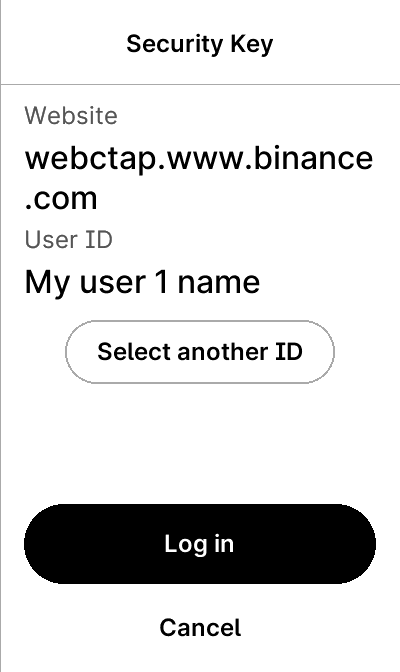 Security Key
Website
webctap.www.binance
.com
User ID
My user 1 name
Select another ID
Log in
Cancel